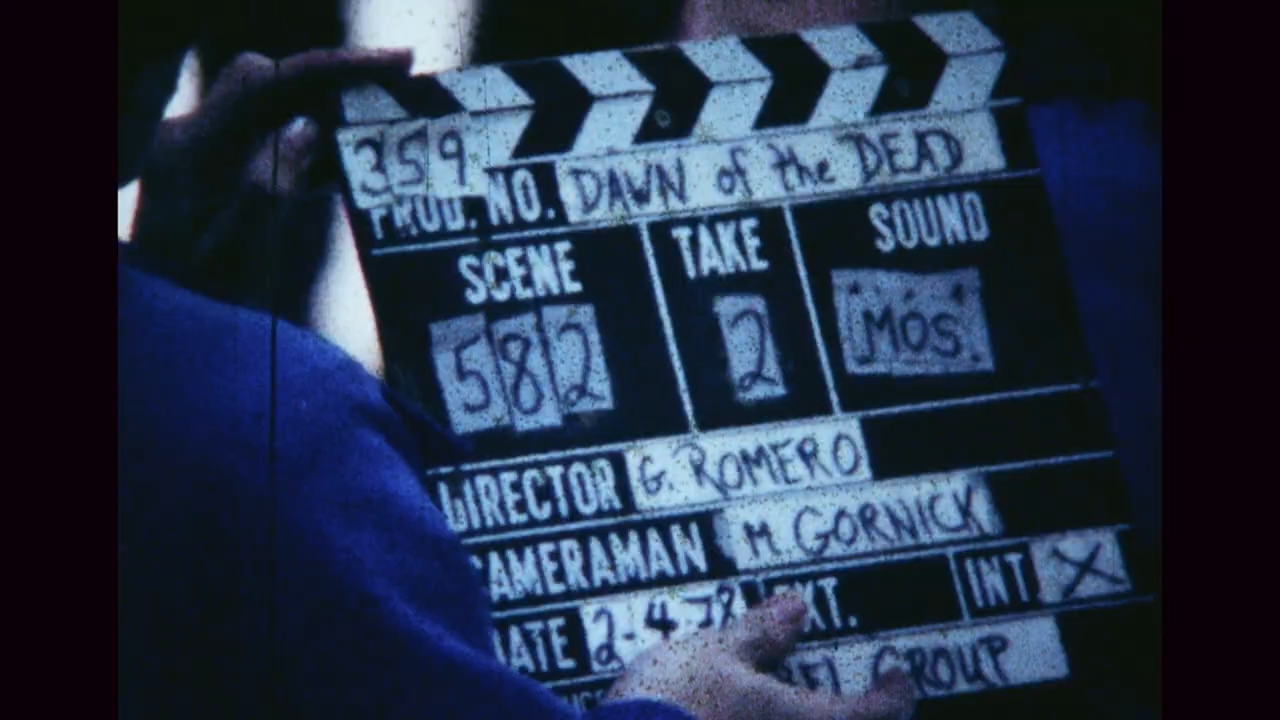 359
PROD. NO. DAWN of the DEAD
SCENE TAKE SOUND
582 2 MOS.
DIRECTOR G. ROMERO
CAMERAMAN M GORNICK
DATE 2-4-78 EXT. INT X
GROUP